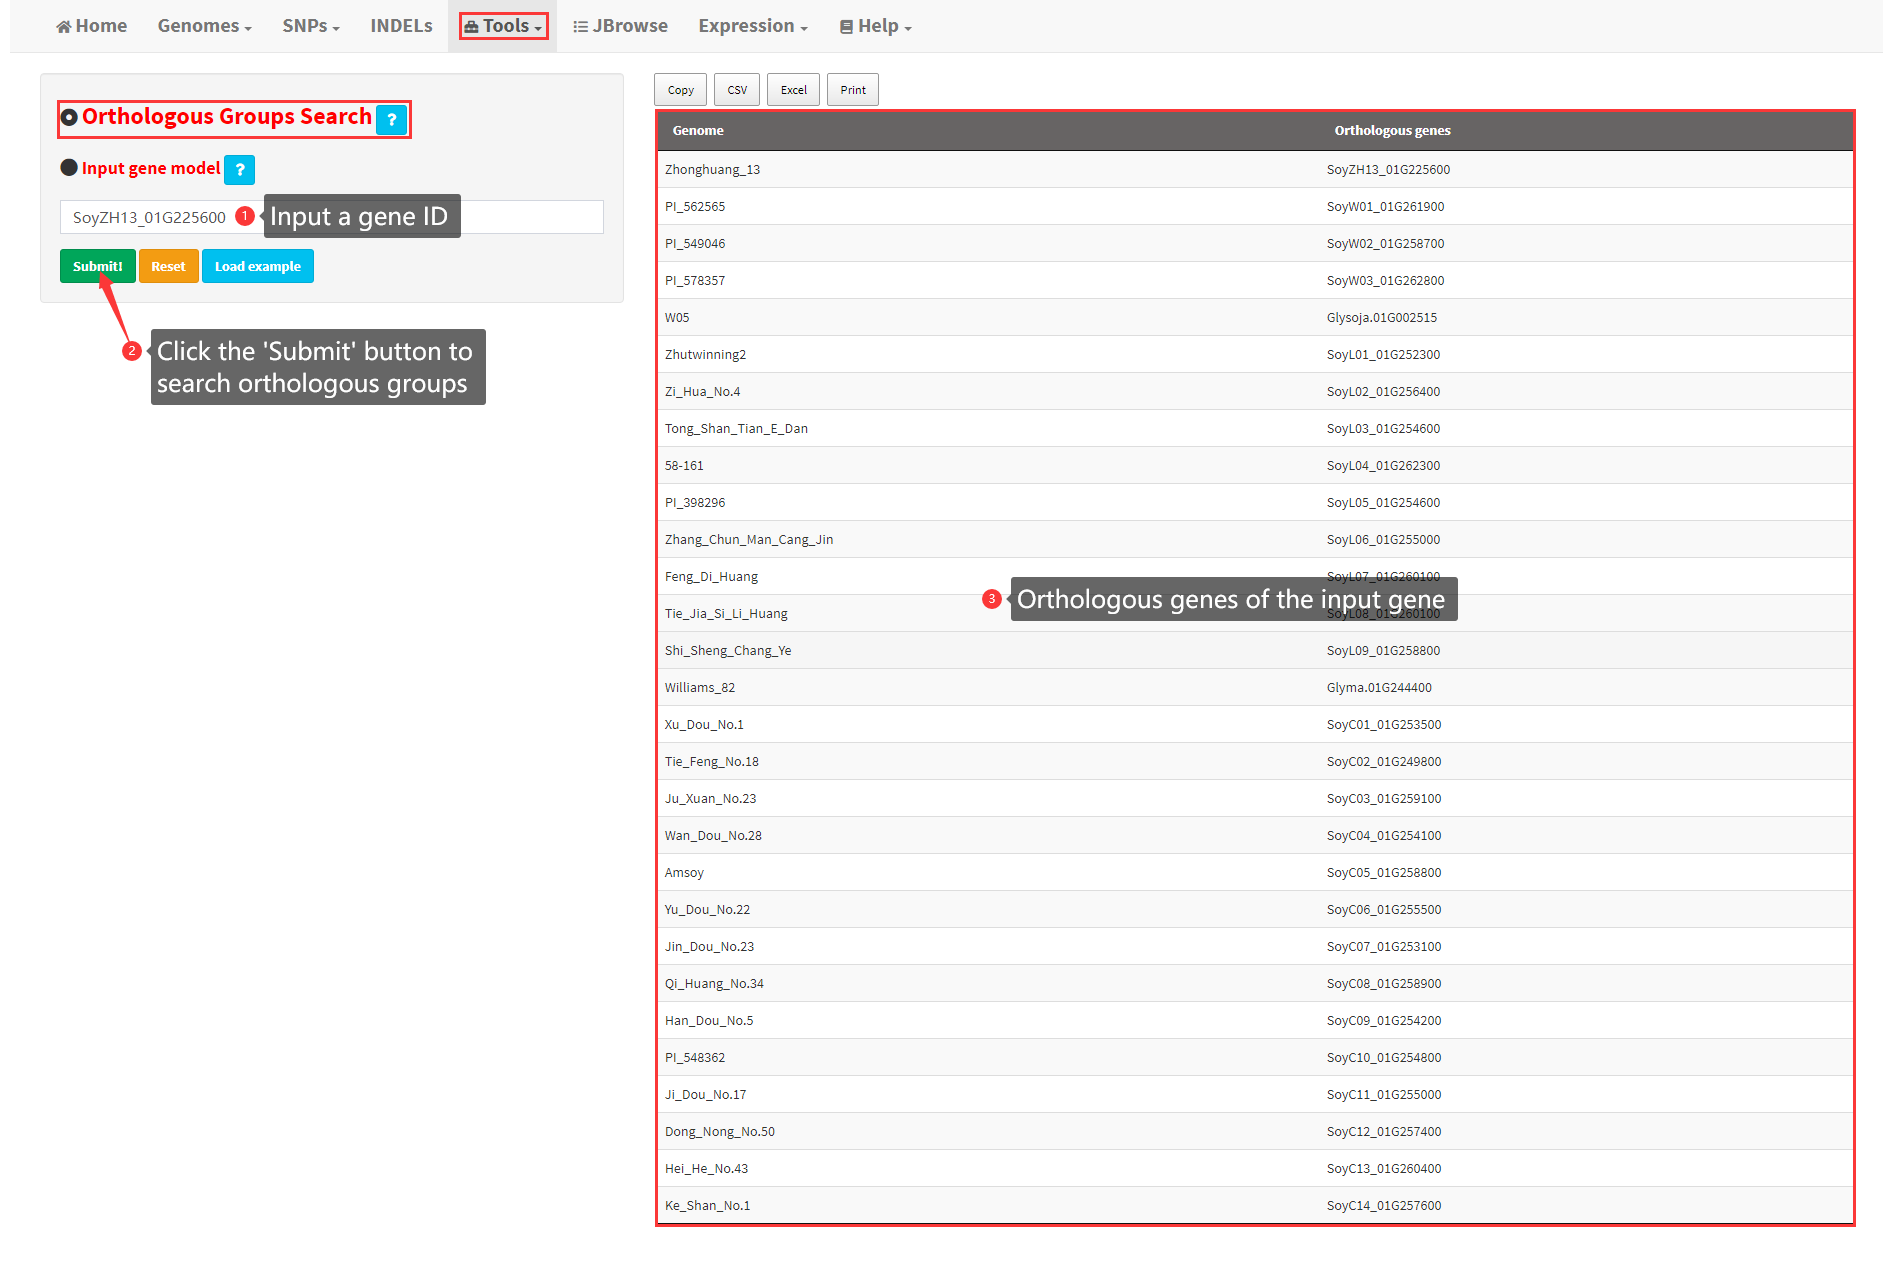 Home Genomes SNPs INDELs Tools JBrowse Expression Help
Orthologous Groups Search ?
Input gene model ?
SoyZH13_01G225600 1 Input a gene ID
Submit! Reset Load example
2 Click the 'Submit' button to
search orthologous groups
Copy CSV Excel Print
Genome Orthologous genes
Zhonghuang_13 SoyZH13_01G225600
PI_562565 SoyW01_01G261900
PI_549046 SoyW02_01G258700
PI_578357 SoyW03_01G262800
W05 Glysoja.01G002515
Zhutwinning2 SoyL01_01G252300
Zi_Hua_No.4 SoyL02_01G256400
Tong_Shan_Tian_E_Dan SoyL03_01G254600
58-161 SoyL04_01G262300
PI_398296 SoyL05_01G254600
Zhang_Chun_Man_Cang_Jin SoyL06_01G255000
Feng_Di_Huang SoyL07_01G260100
3 Orthologous genes of the input gene
Tie_Jia_Si_Li_Huang SoyL08_01G260100
Shi_Sheng_Chang_Ye SoyL09_01G258800
Williams_82 Glyma.01G244400
Xu_Dou_No.1 SoyC01_01G253500
Tie_Feng_No.18 SoyC02_01G249800
Ju_Xuan_No.23 SoyC03_01G259100
Wan_Dou_No.28 SoyC04_01G254100
Amsoy SoyC05_01G258800
Yu_Dou_No.22 SoyC06_01G255500
Jin_Dou_No.23 SoyC07_01G253100
Qi_Huang_No.34 SoyC08_01G258900
Han_Dou_No.5 SoyC09_01G254200
PI_548362 SoyC10_01G254800
Ji_Dou_No.17 SoyC11_01G255000
Dong_Nong_No.50 SoyC12_01G257400
Hei_He_No.43 SoyC13_01G260400
Ke_Shan_No.1 SoyC14_01G257600